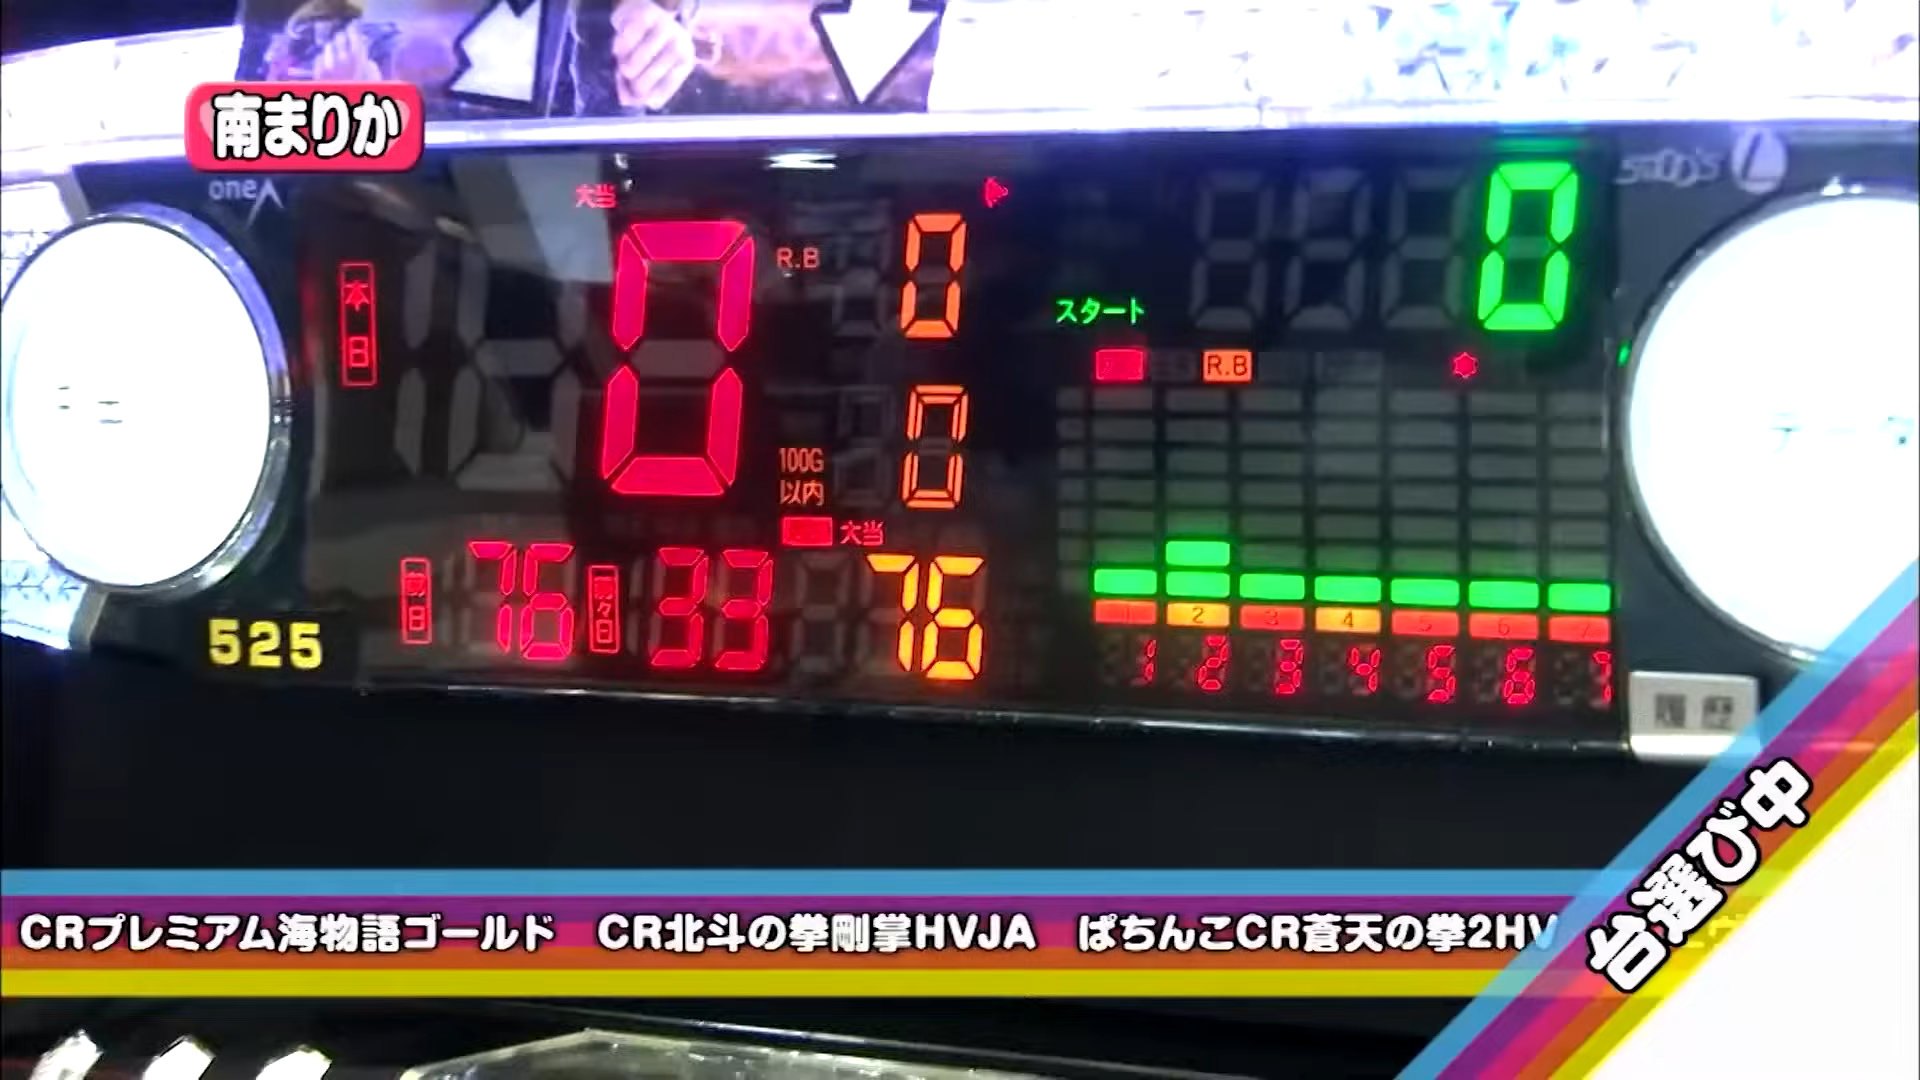 南まりか
oneA
大当
本日
0
R.B
0
スタート
0
R.B
100G
以内
0
大当
前日
76
前々日
33
76
1 2 3 4 5 6 7
1 2 3 4 5 6 7
525
履歴
台選び中
CRプレミアム海物語ゴールド CR北斗の拳剛掌HVJA ぱちんこCR蒼天の拳2HV